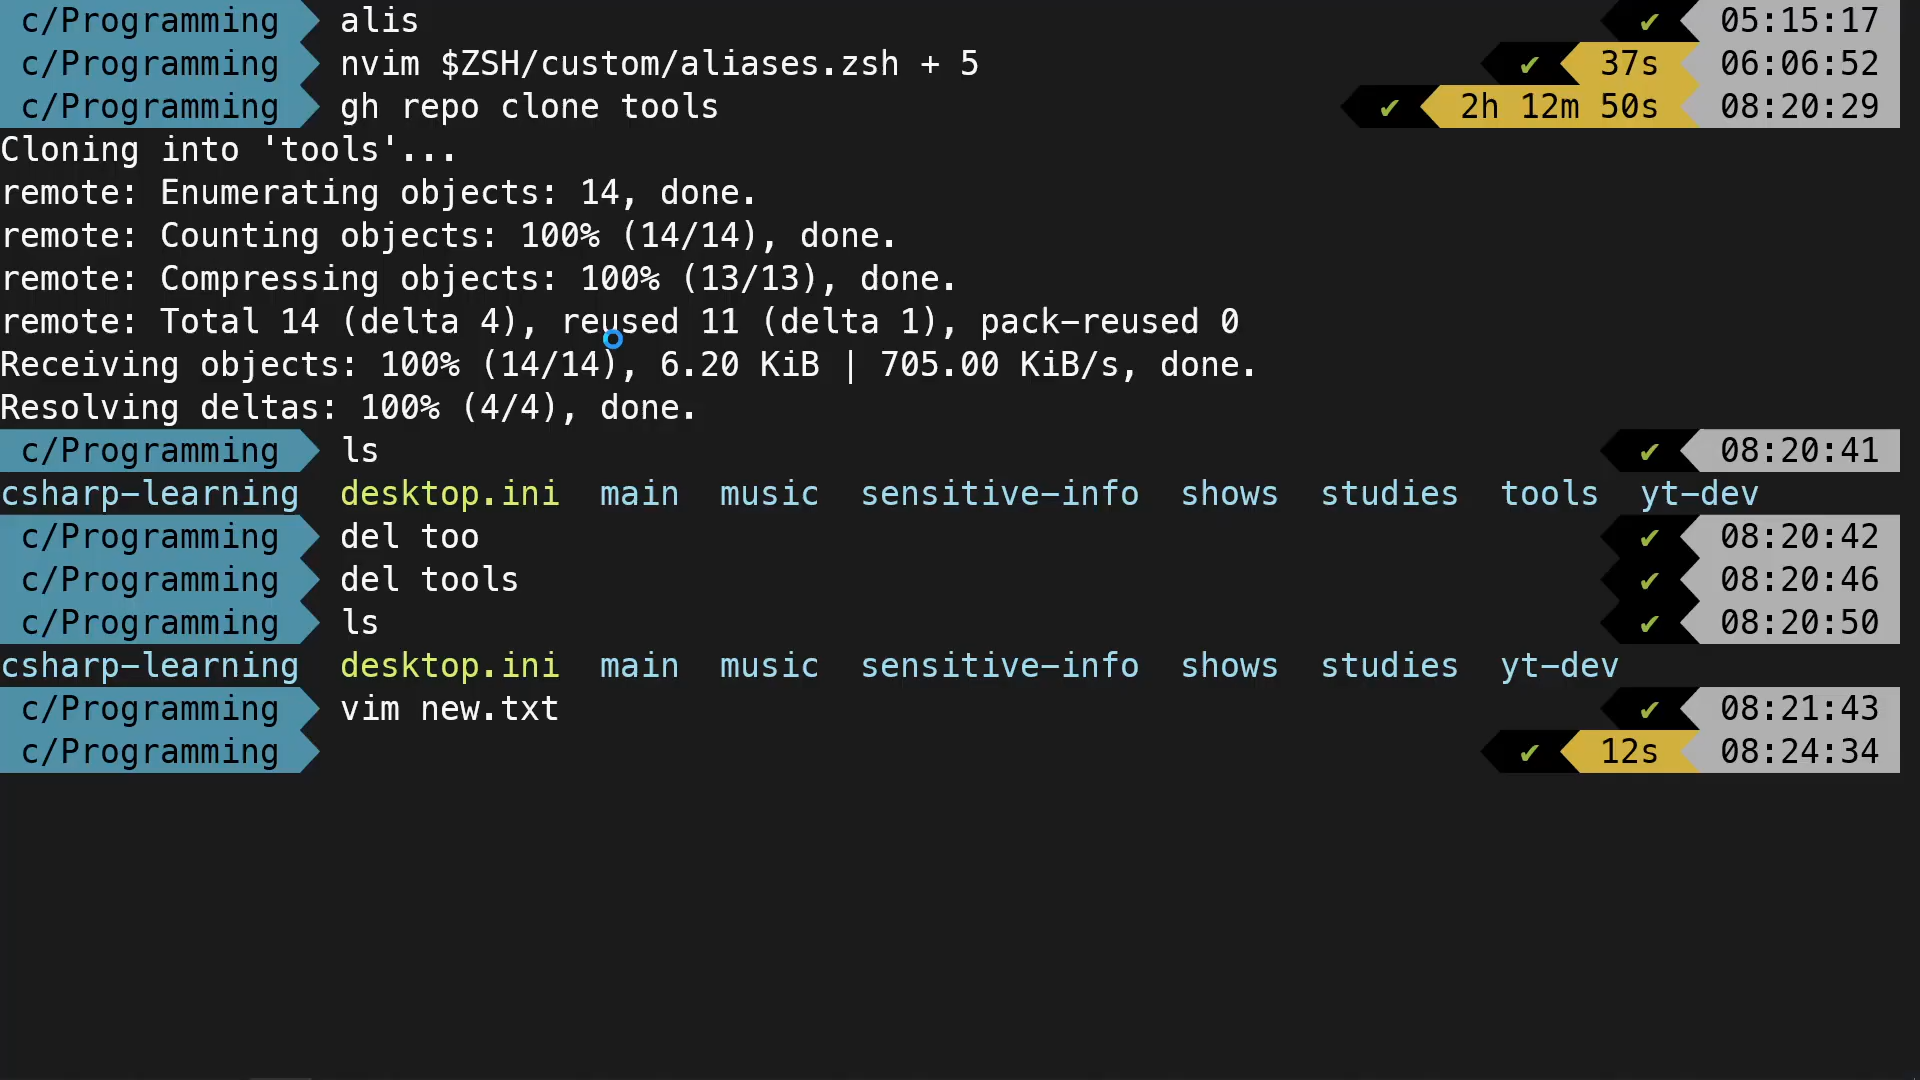 c/Programming alis ✔ 05:15:17
c/Programming nvim $ZSH/custom/aliases.zsh + 5 ✔ 37s 06:06:52
c/Programming gh repo clone tools ✔ 2h 12m 50s 08:20:29
Cloning into 'tools'...
remote: Enumerating objects: 14, done.
remote: Counting objects: 100% (14/14), done.
remote: Compressing objects: 100% (13/13), done.
remote: Total 14 (delta 4), reused 11 (delta 1), pack-reused 0
Receiving objects: 100% (14/14), 6.20 KiB | 705.00 KiB/s, done.
Resolving deltas: 100% (4/4), done.
c/Programming ls ✔ 08:20:41
csharp-learning desktop.ini main music sensitive-info shows studies tools yt-dev
c/Programming del too ✔ 08:20:42
c/Programming del tools ✔ 08:20:46
c/Programming ls ✔ 08:20:50
csharp-learning desktop.ini main music sensitive-info shows studies yt-dev
c/Programming vim new.txt ✔ 08:21:43
c/Programming ✔ 12s 08:24:34